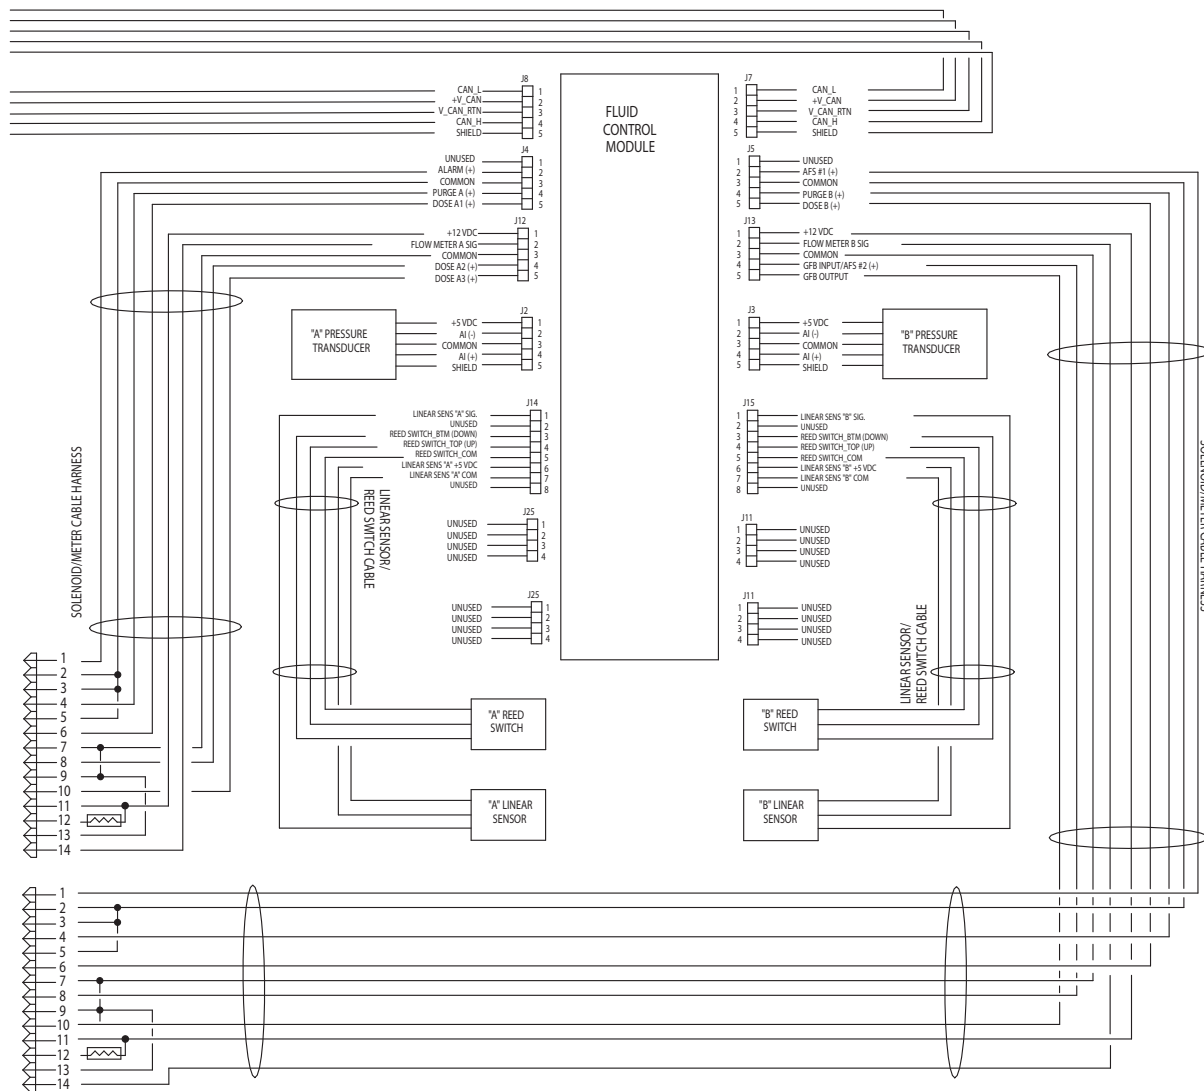 J8
CAN_L 1
+V_CAN 2
V_CAN_RTN 3
CAN_H 4
SHIELD 5
J4
UNUSED 1
ALARM (+) 2
COMMON 3
PURGE A (+) 4
DOSE A1 (+) 5
J12
+12 VDC 1
FLOW METER A SIG 2
COMMON 3
DOSE A2 (+) 4
DOSE A3 (+) 5
"A" PRESSURE
TRANSDUCER
J2
+5 VDC 1
AI (-) 2
COMMON 3
AI (+) 4
SHIELD 5
J14
LINEAR SENS "A" SIG. 1
UNUSED 2
REED SWITCH_BTM (DOWN) 3
REED SWITCH_TOP (UP) 4
REED SWITCH_COM 5
LINEAR SENS "A" +5 VDC 6
LINEAR SENS "A" COM 7
UNUSED 8
J25
UNUSED 1
UNUSED 2
UNUSED 3
UNUSED 4
J25
UNUSED 1
UNUSED 2
UNUSED 3
UNUSED 4
FLUID
CONTROL
MODULE
J7
1 CAN_L
2 +V_CAN
3 V_CAN_RTN
4 CAN_H
5 SHIELD
J5
1 UNUSED
2 AFS #1 (+)
3 COMMON
4 PURGE B (+)
5 DOSE B (+)
J13
1 +12 VDC
2 FLOW METER B SIG
3 COMMON
4 GFB INPUT/AFS #2 (+)
5 GFB OUTPUT
J3
1 +5 VDC
2 AI (-)
3 COMMON
4 AI (+)
5 SHIELD
"B" PRESSURE
TRANSDUCER
J15
1 LINEAR SENS "B" SIG.
2 UNUSED
3 REED SWITCH_BTM (DOWN)
4 REED SWITCH_TOP (UP)
5 REED SWITCH_COM
6 LINEAR SENS "B" +5 VDC
7 LINEAR SENS "B" COM
8 UNUSED
J11
1 UNUSED
2 UNUSED
3 UNUSED
4 UNUSED
J11
1 UNUSED
2 UNUSED
3 UNUSED
4 UNUSED
SOLENOID/METER CABLE HARNESS
LINEAR SENSOR/
REED SWITCH CABLE
LINEAR SENSOR/
REED SWITCH CABLE
SOLENOID/METER CABLE HARNESS
"A" REED
SWITCH
"B" REED
SWITCH
"A" LINEAR
SENSOR
"B" LINEAR
SENSOR
1
2
3
4
5
6
7
8
9
10
11
12
13
14
1
2
3
4
5
6
7
8
9
10
11
12
13
14